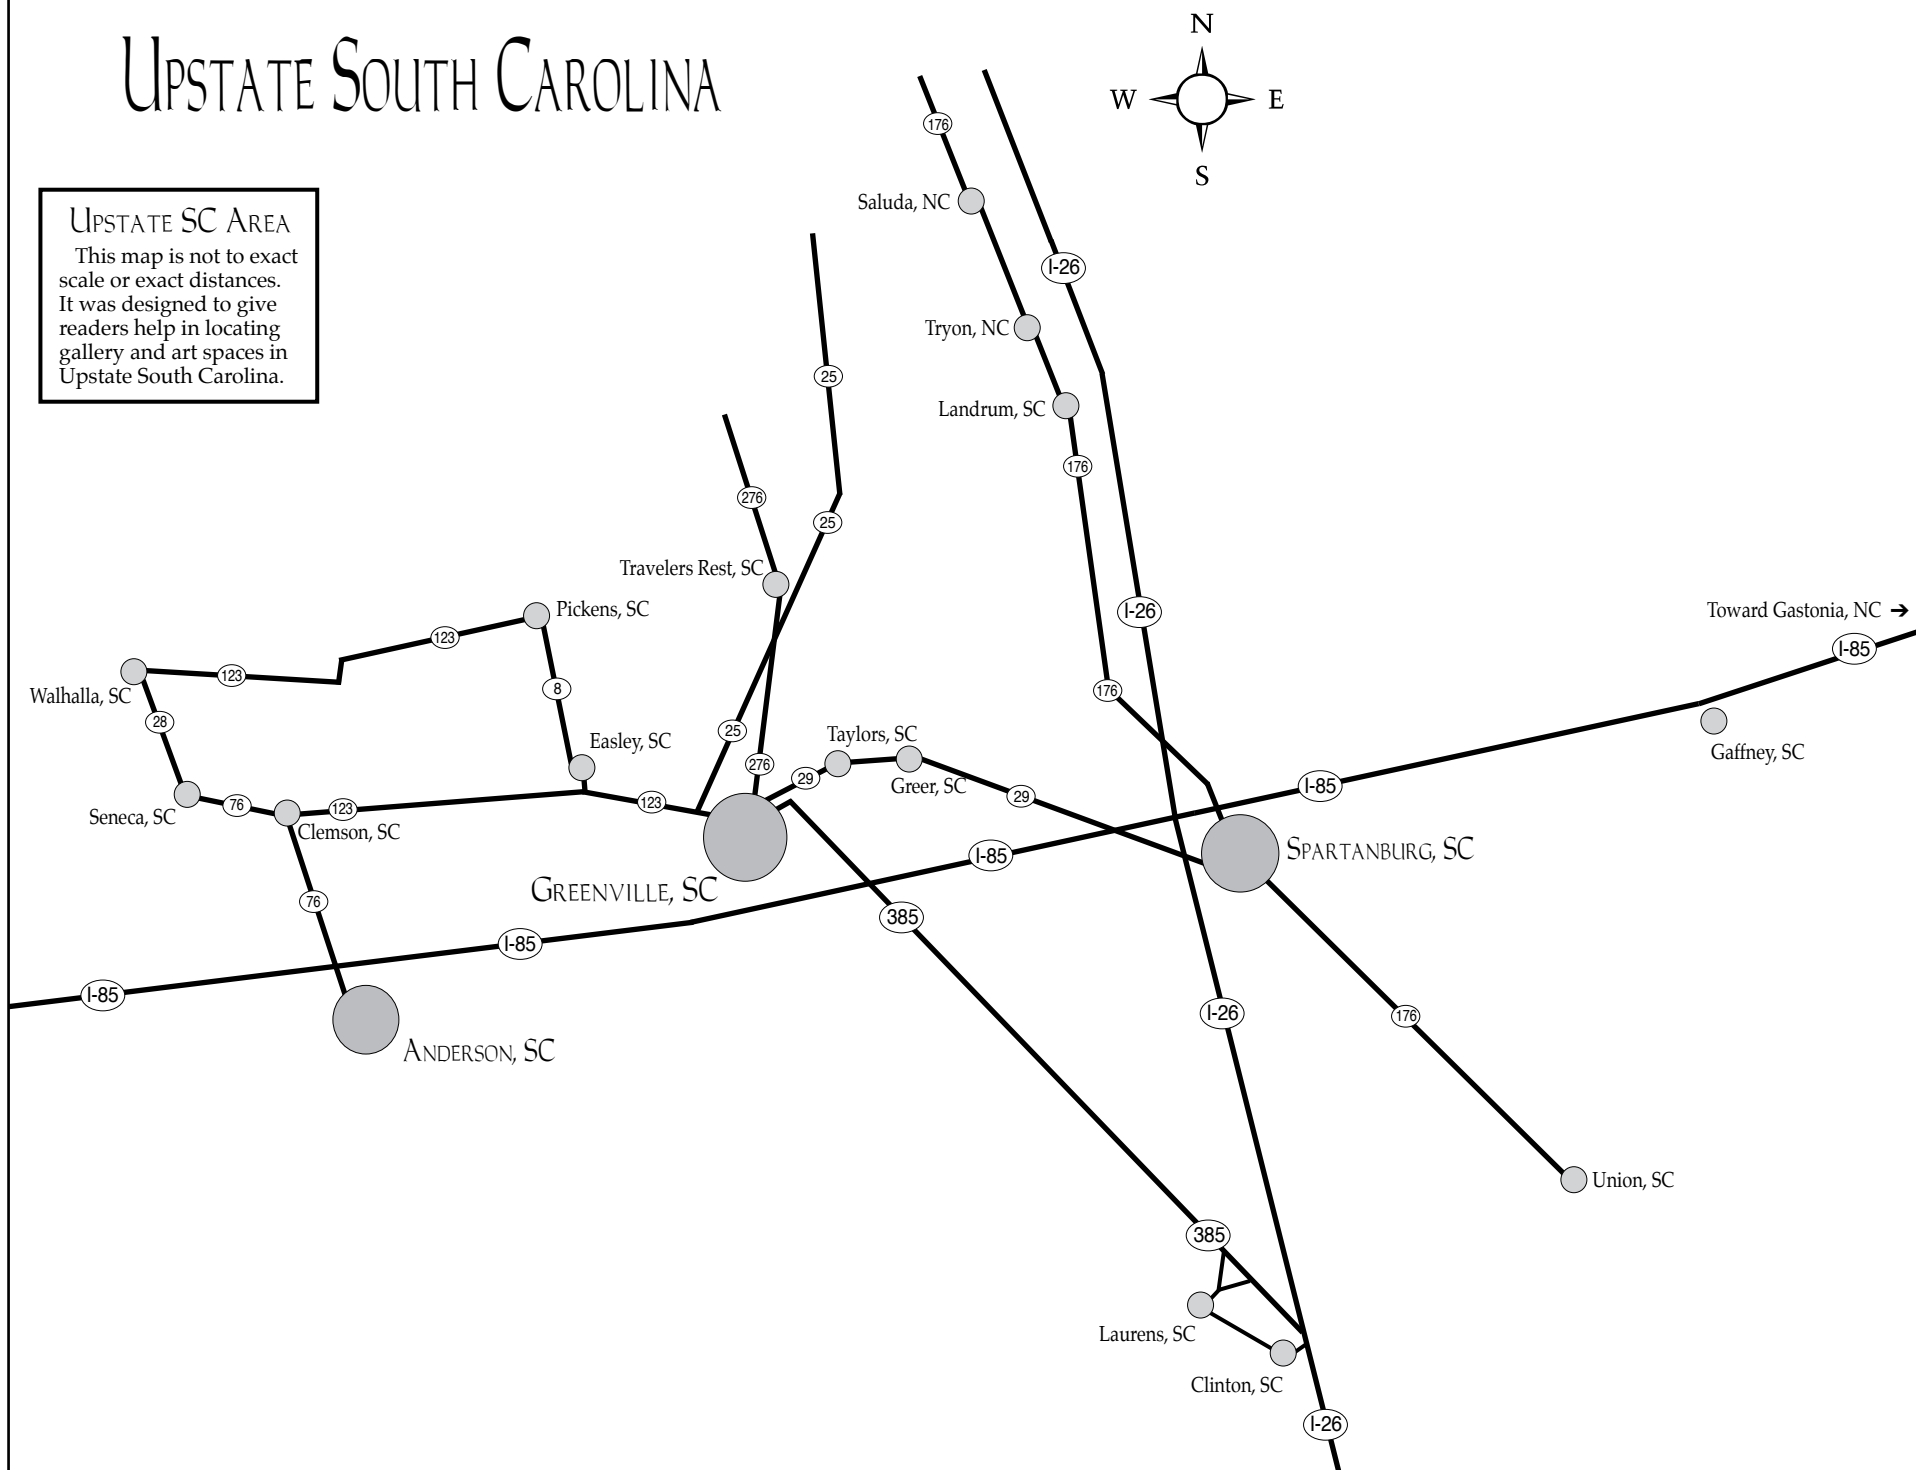 Upstate South Carolina
N
W E
S
Upstate SC Area
This map is not to exact
scale or exact distances.
It was designed to give
readers help in locating
gallery and art spaces in
Upstate South Carolina.
176
Saluda, NC
I-26
Tryon, NC
25
Landrum, SC
176
276
25
Travelers Rest, SC
Pickens, SC
I-26
Toward Gastonia, NC ➔
123
I-85
123
Walhalla, SC
8
176
28
25
Easley, SC
Taylors, SC
Gaffney, SC
276
29
Greer, SC
I-85
29
76
123
123
Seneca, SC
Clemson, SC
I-85
Spartanburg, SC
Greenville, SC
76
385
I-85
I-85
I-26
176
Anderson, SC
Union, SC
385
Laurens, SC
Clinton, SC
I-26